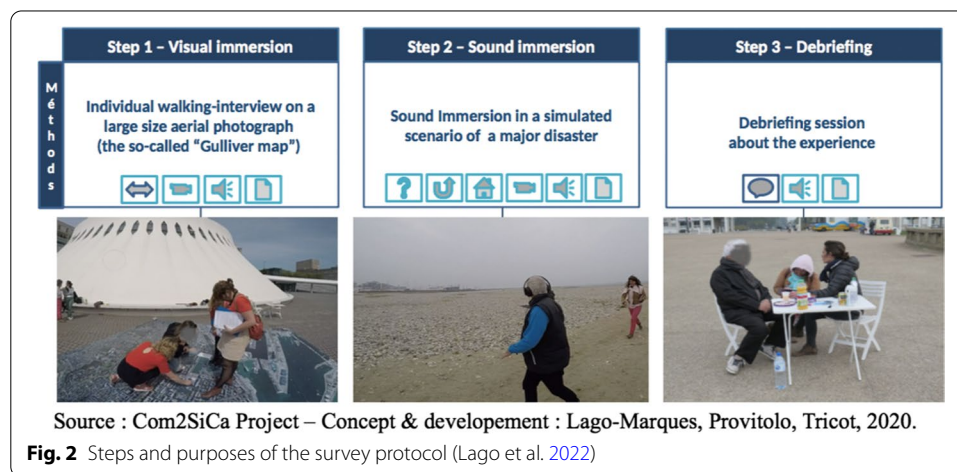 Step 1 – Visual immersion
Step 2 – Sound immersion
Step 3 – Debriefing
Méthods
Individual walking-interview on a
large size aerial photograph
(the so-called “Gulliver map”)
Sound Immersion in a simulated
scenario of a major disaster
Debriefing session
about the experience
?
Source : Com2SiCa Project – Concept & developement : Lago-Marques, Provitolo, Tricot, 2020.
Fig. 2 Steps and purposes of the survey protocol (Lago et al. 2022)